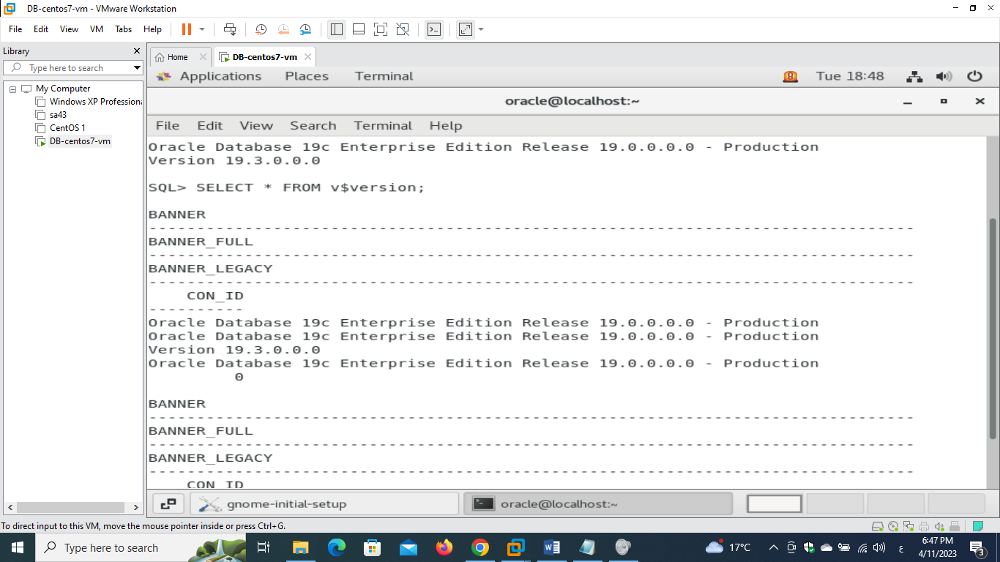 DB-centos7-vm - VMware Workstation
File Edit View VM Tabs Help
Library
Type here to search
My Computer
Windows XP Professiona
sa43
CentOS 1
DB-centos7-vm
Home DB-centos7-vm
Applications Places Terminal Tue 18:48
oracle@localhost:~
File Edit View Search Terminal Help
Oracle Database 19c Enterprise Edition Release 19.0.0.0.0 - Production
Version 19.3.0.0.0
SQL> SELECT * FROM v$version;
BANNER
--------------------------------------------------------------------------------
BANNER_FULL
--------------------------------------------------------------------------------
BANNER_LEGACY
--------------------------------------------------------------------------------
    CON_ID
----------
Oracle Database 19c Enterprise Edition Release 19.0.0.0.0 - Production
Oracle Database 19c Enterprise Edition Release 19.0.0.0.0 - Production
Version 19.3.0.0.0
Oracle Database 19c Enterprise Edition Release 19.0.0.0.0 - Production
         0
BANNER
--------------------------------------------------------------------------------
BANNER_FULL
--------------------------------------------------------------------------------
BANNER_LEGACY
--------------------------------------------------------------------------------
    CON_ID
gnome-initial-setup oracle@localhost:~
To direct input to this VM, move the mouse pointer inside or press Ctrl+G.
Type here to search 17°C ع 6:47 PM
4/11/2023 3